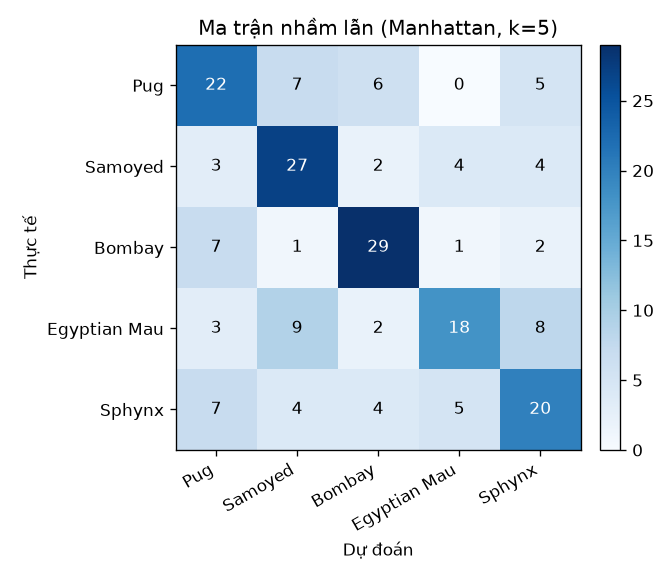 Ma trận nhầm lẫn (Manhattan, k=5)
Thực tế
Pug 22 7 6 0 5
Samoyed 3 27 2 4 4
Bombay 7 1 29 1 2
Egyptian Mau 3 9 2 18 8
Sphynx 7 4 4 5 20
Pug Samoyed Bombay Egyptian Mau Sphynx
Dự đoán
25
20
15
10
5
0